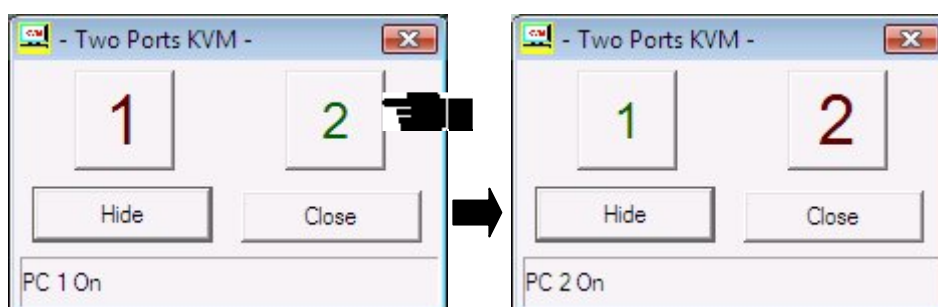 - Two Ports KVM -
1 2
Hide Close
PC 1 On
- Two Ports KVM -
1 2
Hide Close
PC 2 On